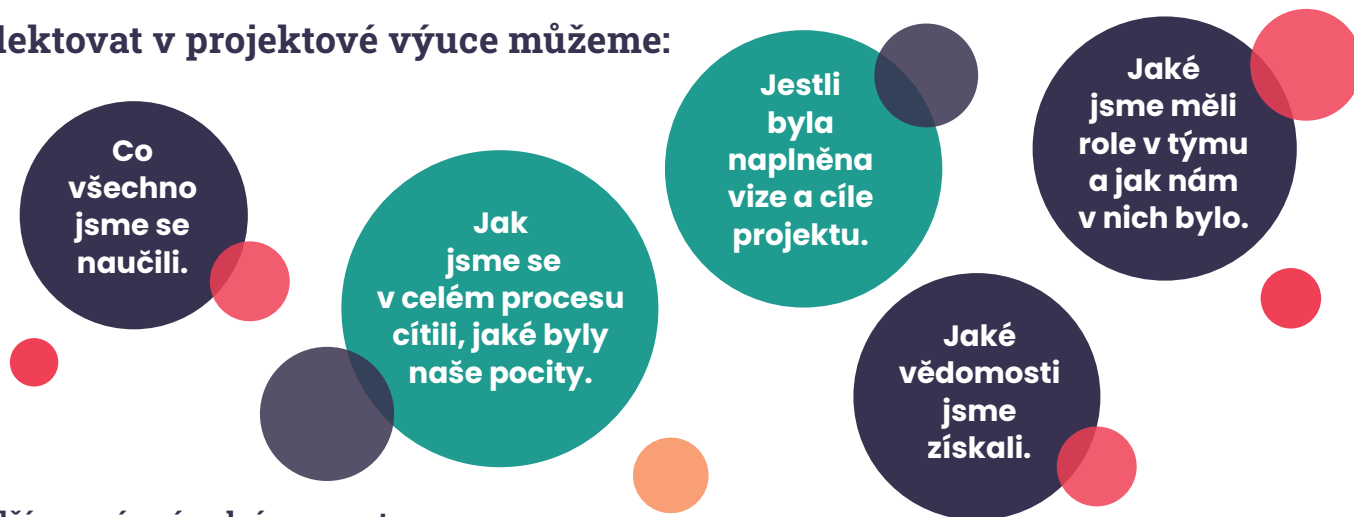 lektovat v projektové výuce můžeme:
Co
všechno
jsme se
naučili.
Jak
jsme se
v celém procesu
cítili, jaké byly
naše pocity.
Jestli
byla
naplněna
vize a cíle
projektu.
Jaké
jsme měli
role v týmu
a jak nám
v nich bylo.
Jaké
vědomosti
jsme
získali.